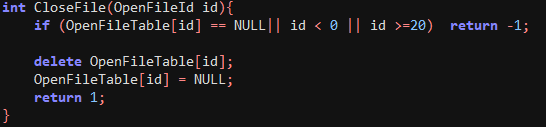 int CloseFile(OpenFileId id){
    if (OpenFileTable[id] == NULL|| id < 0 || id >=20)  return -1;

    delete OpenFileTable[id];
    OpenFileTable[id] = NULL;
    return 1;
}